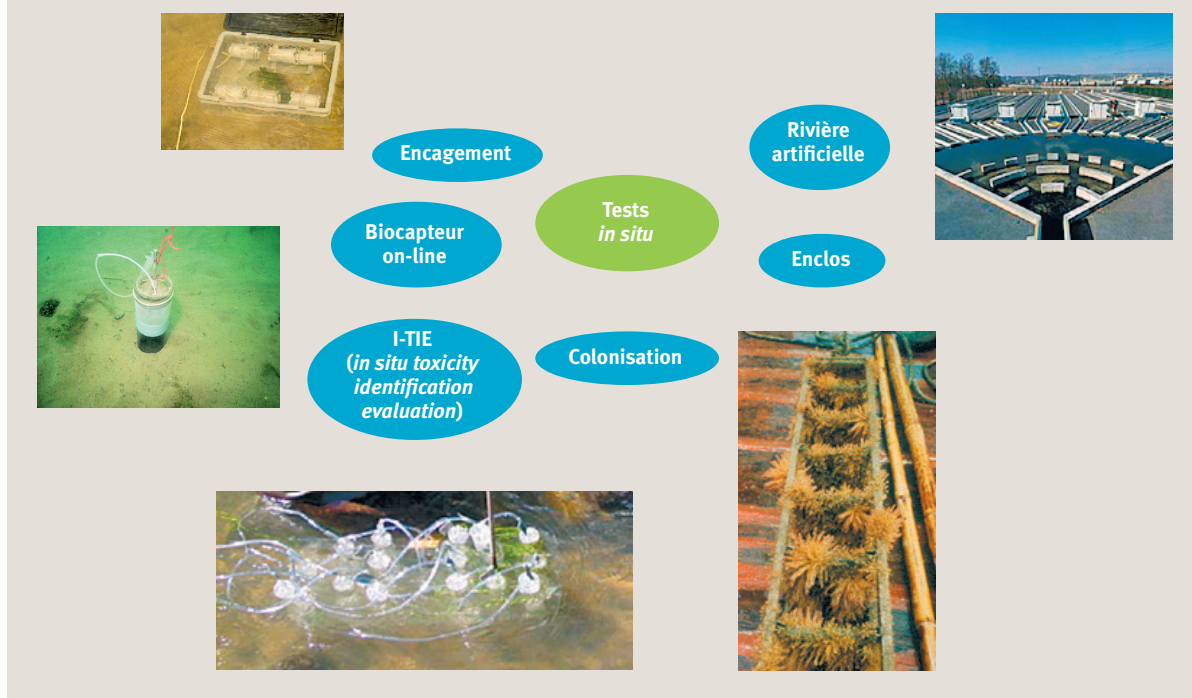 Encagement
Rivière
artificielle
Tests
in situ
Biocapteur
on-line
Enclos
I-TIE
(in situ toxicity
identification
evaluation)
Colonisation